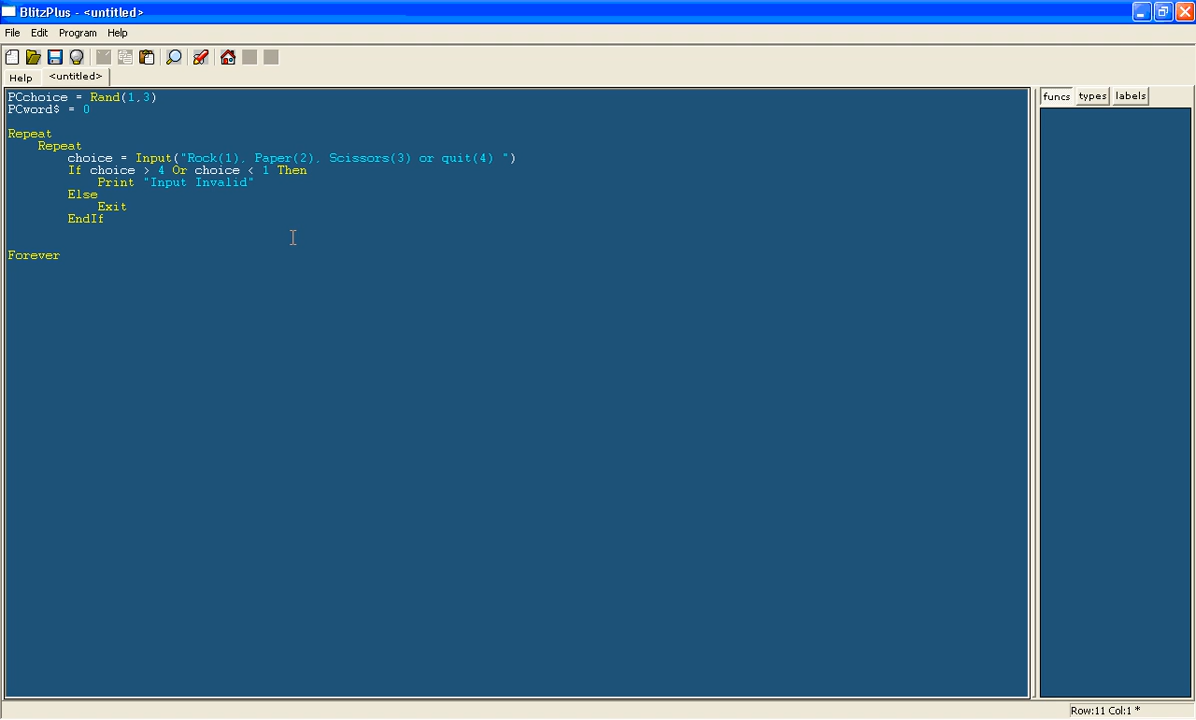 BlitzPlus - <untitled>
File Edit Program Help
Help <untitled>
funcs types labels
PCchoice = Rand(1,3)
PCword$ = 0
Repeat
Repeat
choice = Input("Rock(1), Paper(2), Scissors(3) or quit(4) ")
If choice > 4 Or choice < 1 Then
Print "Input Invalid"
Else
Exit
EndIf
Forever
Row:11 Col:1 *